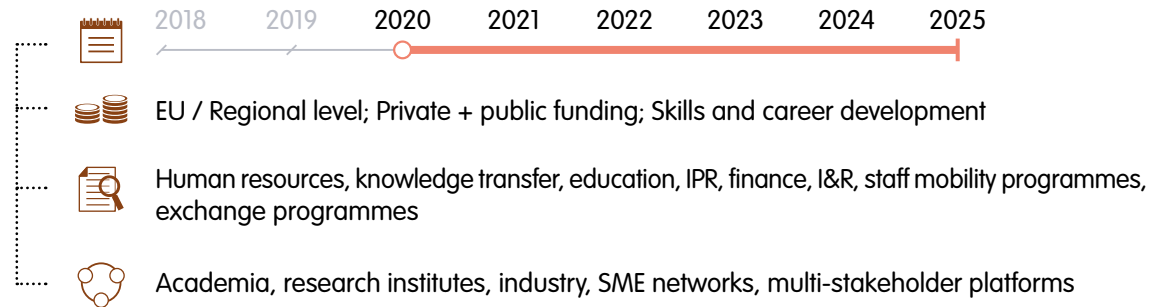 2018 2019 2020 2021 2022 2023 2024 2025
EU / Regional level; Private + public funding; Skills and career development
Human resources, knowledge transfer, education, IPR, finance, I&R, staff mobility programmes,
exchange programmes
Academia, research institutes, industry, SME networks, multi-stakeholder platforms